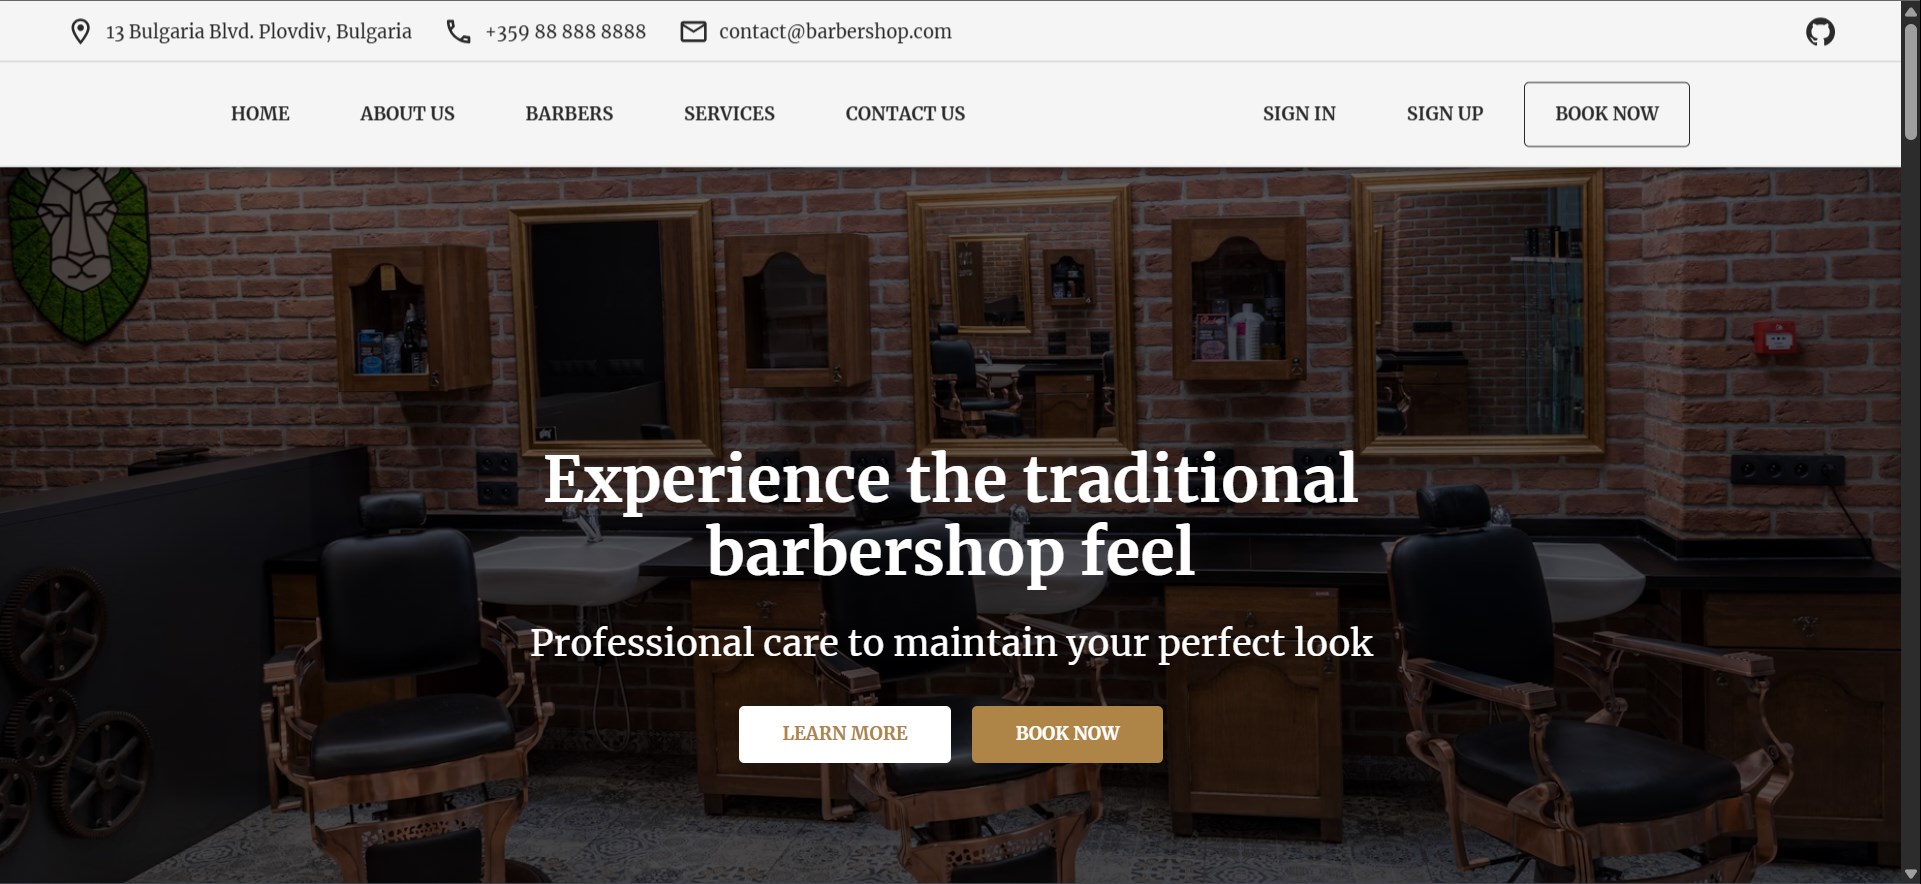 13 Bulgaria Blvd. Plovdiv, Bulgaria
+359 88 888 8888
contact@barbershop.com
HOME
ABOUT US
BARBERS
SERVICES
CONTACT US
SIGN IN
SIGN UP
BOOK NOW
Experience the traditional
barbershop feel
Professional care to maintain your perfect look
LEARN MORE
BOOK NOW